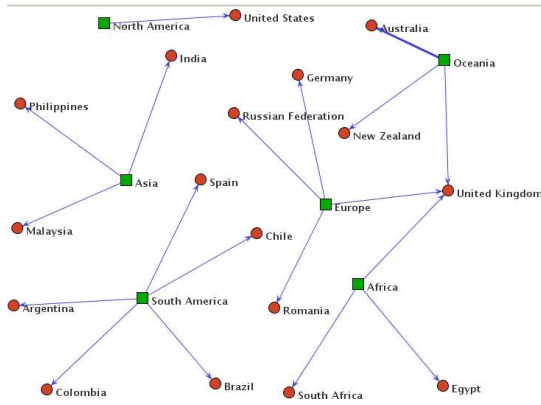 North America
United States
Australia
India
Oceania
Germany
Philippines
Russian Federation
New Zealand
Asia
Spain
United Kingdom
Europe
Malaysia
Chile
Africa
South America
Argentina
Romania
Colombia
Brazil
South Africa
Egypt